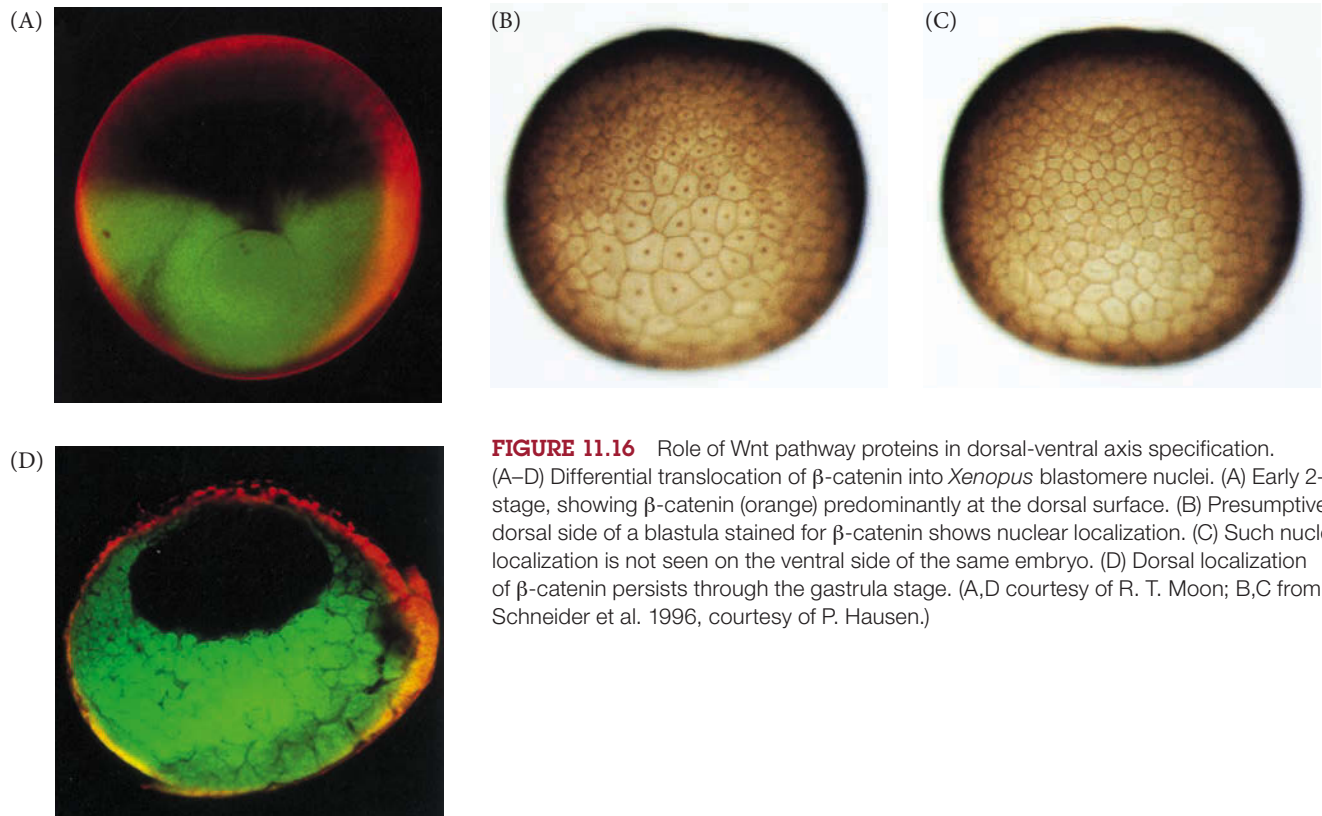 (A)
(B)
(C)
(D)
FIGURE 11.16 Role of Wnt pathway proteins in dorsal-ventral axis specification.
(A–D) Differential translocation of β-catenin into Xenopus blastomere nuclei. (A) Early 2-
stage, showing β-catenin (orange) predominantly at the dorsal surface. (B) Presumptive
dorsal side of a blastula stained for β-catenin shows nuclear localization. (C) Such nucle
localization is not seen on the ventral side of the same embryo. (D) Dorsal localization
of β-catenin persists through the gastrula stage. (A,D courtesy of R. T. Moon; B,C from
Schneider et al. 1996, courtesy of P. Hausen.)